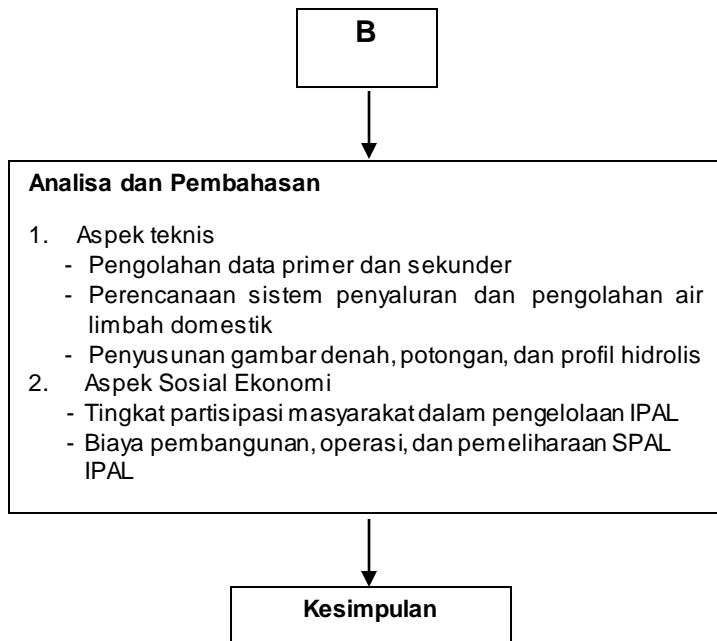 B
Analisa dan Pembahasan
1. Aspek teknis
- Pengolahan data primer dan sekunder
- Perencanaan sistem penyaluran dan pengolahan air
limbah domestik
- Penyusunan gambar denah, potongan, dan profil hidrolis
2. Aspek Sosial Ekonomi
- Tingkat partisipasi masyarakat dalam pengelolaan IPAL
- Biaya pembangunan, operasi, dan pemeliharaan SPAL
IPAL
Kesimpulan